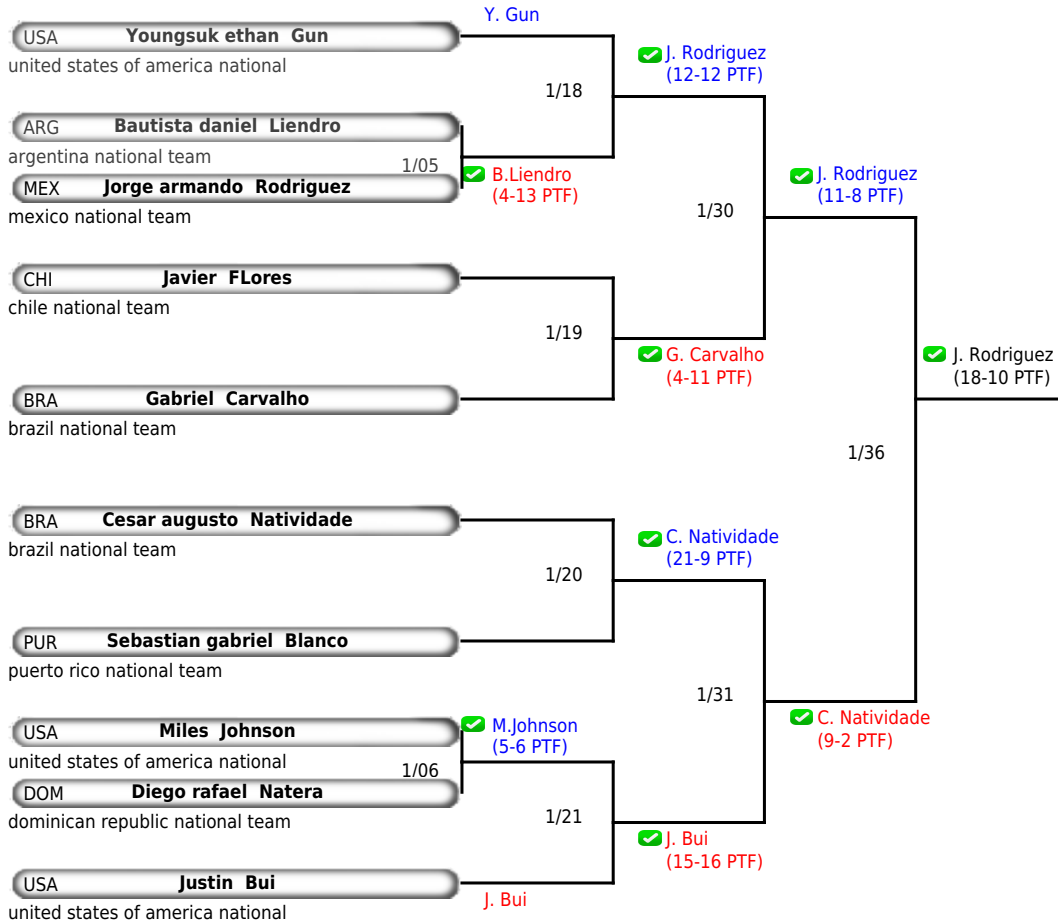 Y. Gun
USA Youngsuk ethan Gun
united states of america national
J. Rodriguez
(12-12 PTF)
1/18
ARG Bautista daniel Liendro
argentina national team
1/05
B.Liendro
(4-13 PTF)
MEX Jorge armando Rodriguez
mexico national team
J. Rodriguez
(11-8 PTF)
1/30
CHI Javier FLores
chile national team
1/19
G. Carvalho
(4-11 PTF)
BRA Gabriel Carvalho
brazil national team
J. Rodriguez
(18-10 PTF)
1/36
BRA Cesar augusto Natividade
brazil national team
C. Natividade
(21-9 PTF)
1/20
PUR Sebastian gabriel Blanco
puerto rico national team
1/31
C. Natividade
(9-2 PTF)
USA Miles Johnson
united states of america national
M.Johnson
(5-6 PTF)
1/06
DOM Diego rafael Natera
dominican republic national team
1/21
J. Bui
(15-16 PTF)
USA Justin Bui
united states of america national
J. Bui